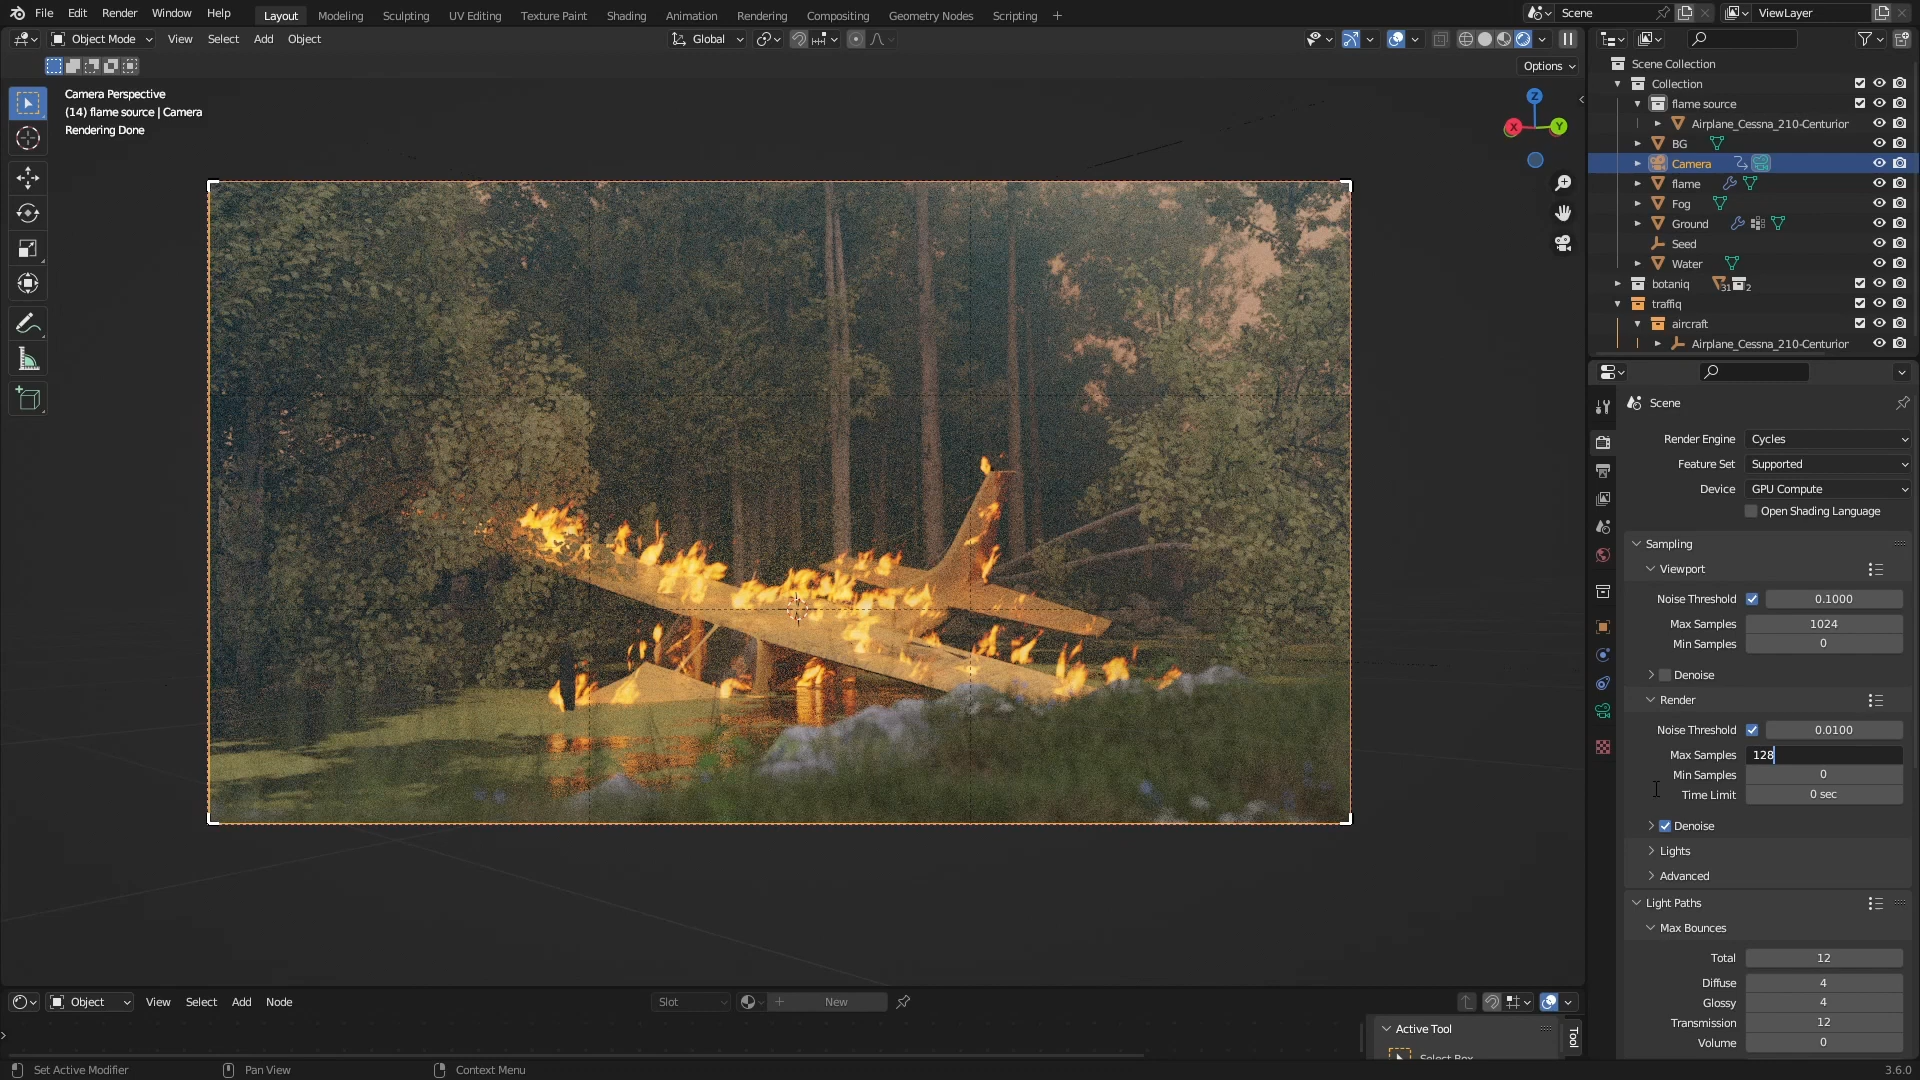 File Edit Render Window Help Layout Modeling Sculpting UV Editing Texture Paint Shading Animation Rendering Compositing Geometry Nodes Scripting Scene ViewLayer
Object Mode View Select Add Object Global
Options
Camera Perspective
(14) flame source | Camera
Rendering Done
Z
X
Y
Scene Collection
Collection
flame source
Airplane_Cessna_210-Centurior
BG
Camera
flame
Fog
Ground
Seed
Water
botaniq 31 2
traffiq
aircraft
Airplane_Cessna_210-Centurior
Scene
Render Engine Cycles
Feature Set Supported
Device GPU Compute
Open Shading Language
Sampling
Viewport
Noise Threshold 0.1000
Max Samples 1024
Min Samples 0
Denoise
Render
Noise Threshold 0.0100
Max Samples 128
Min Samples 0
Time Limit 0 sec
Denoise
Lights
Advanced
Light Paths
Max Bounces
Total 12
Diffuse 4
Glossy 4
Transmission 12
Volume 0
Object View Select Add Node Slot New
Active Tool
Tool
Select Box
Set Active Modifier Pan View Context Menu 3.6.0